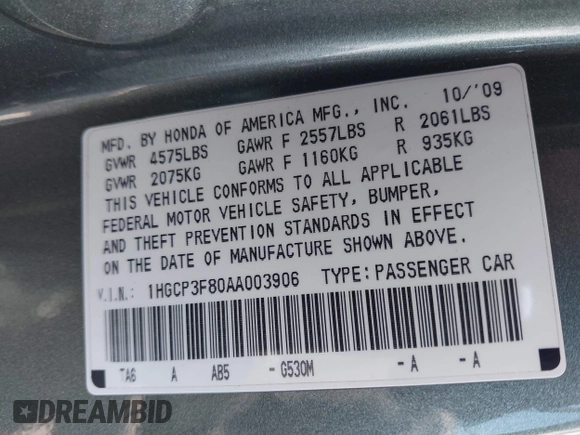 MFD. BY HONDA OF AMERICA MFG., INC. 10/'09
GVWR 4575LBS GAWR F 2557LBS R 2061LBS
GVWR 2075KG GAWR F 1160KG R 935KG
THIS VEHICLE CONFORMS TO ALL APPLICABLE
FEDERAL MOTOR VEHICLE SAFETY, BUMPER,
AND THEFT PREVENTION STANDARDS IN EFFECT
ON THE DATE OF MANUFACTURE SHOWN ABOVE.
V.I.N.: 1HGCP3F80AA003906 TYPE:PASSENGER CAR
TA6 A AB5 - G530M - A - A
DREAMBID